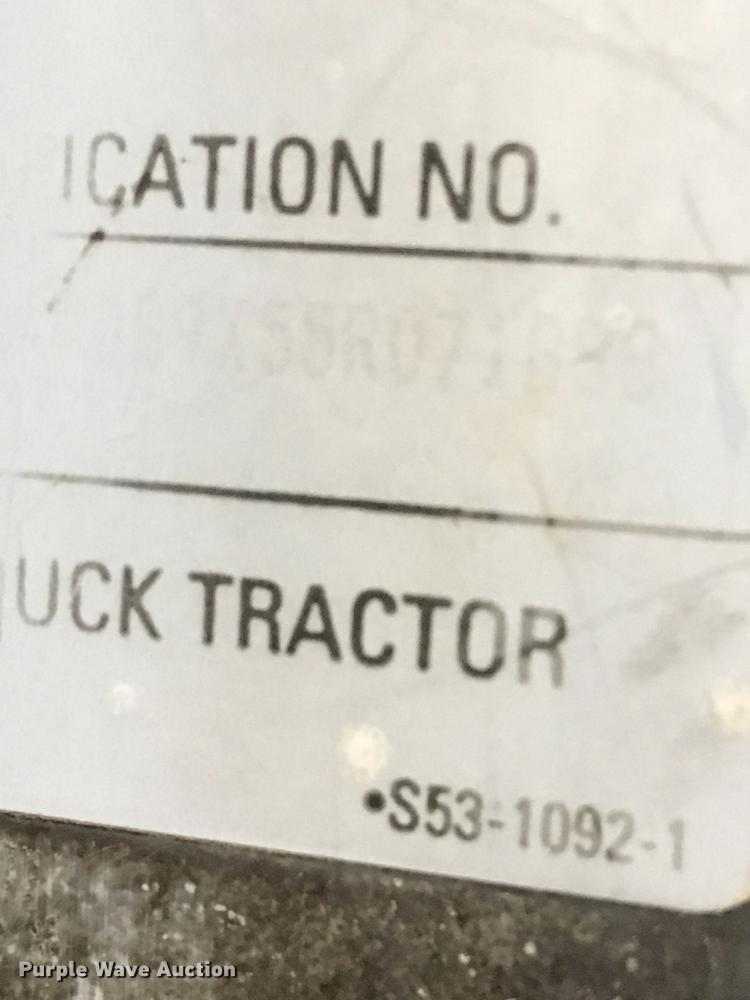 ICATION NO.
UCK TRACTOR
•S53-1092-1
Purple Wave Auction